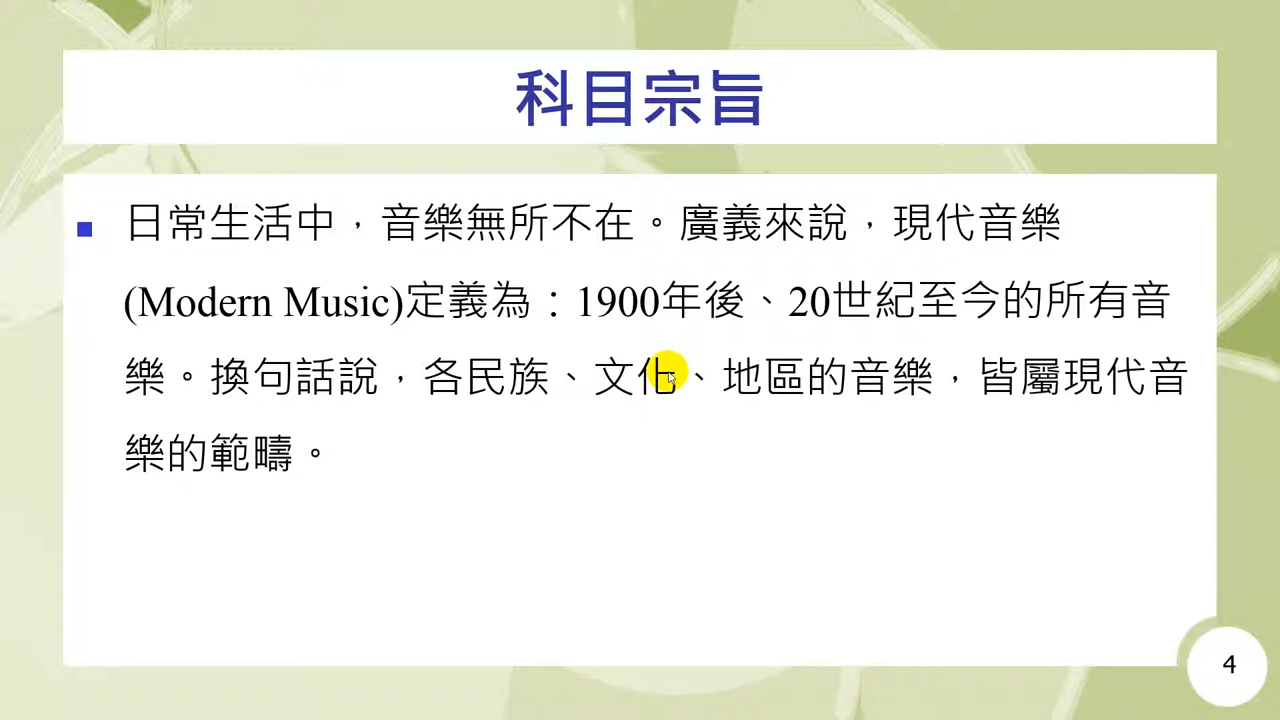 科目宗旨
日常生活中，音樂無所不在。廣義來說，現代音樂
(Modern Music)定義為：1900年後、20世紀至今的所有音
樂。換句話說，各民族、文化、地區的音樂，皆屬現代音
樂的範疇。
4